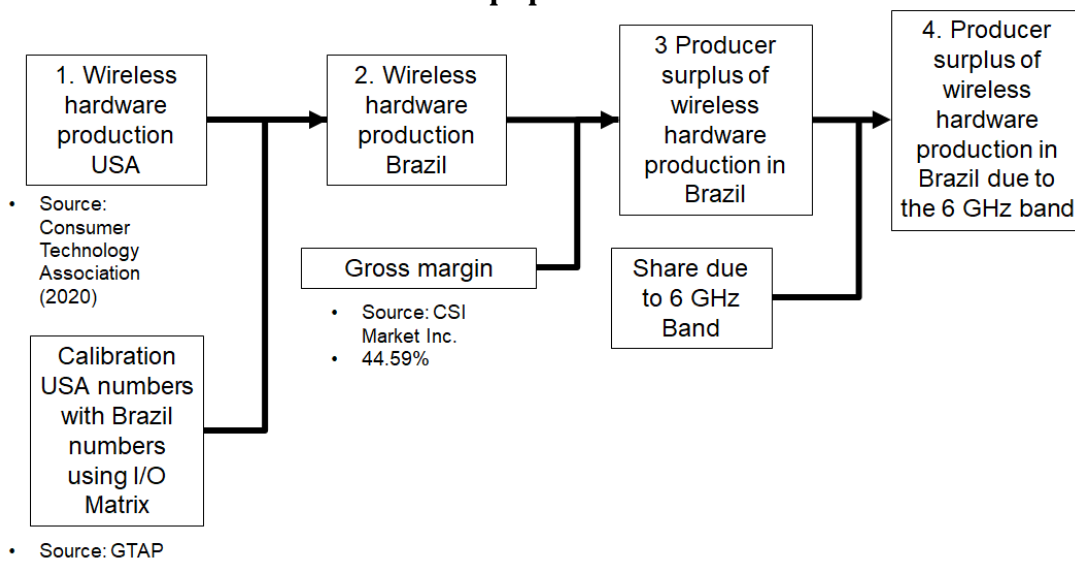 1. Wireless
hardware
production
USA
• Source:
Consumer
Technology
Association
(2020)
Calibration
USA numbers
with Brazil
numbers
using I/O
Matrix
• Source: GTAP
2. Wireless
hardware
production
Brazil
Gross margin
• Source: CSI
Market Inc.
• 44.59%
3 Producer
surplus of
wireless
hardware
production in
Brazil
Share due
to 6 GHz
Band
4. Producer
surplus of
wireless
hardware
production in
Brazil due to
the 6 GHz band